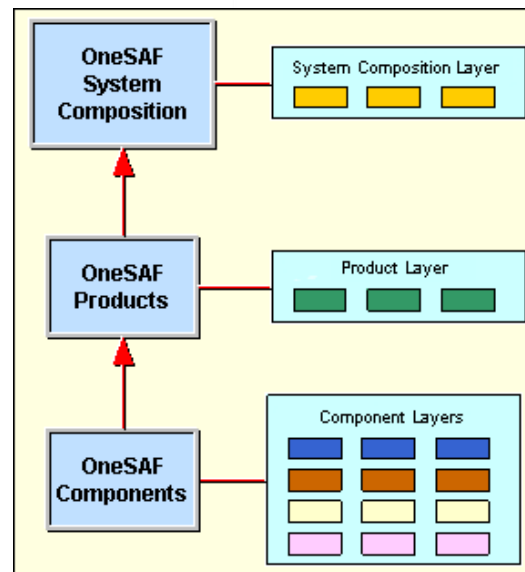 OneSAF
System
Composition
System Composition Layer
OneSAF
Products
Product Layer
OneSAF
Components
Component Layers